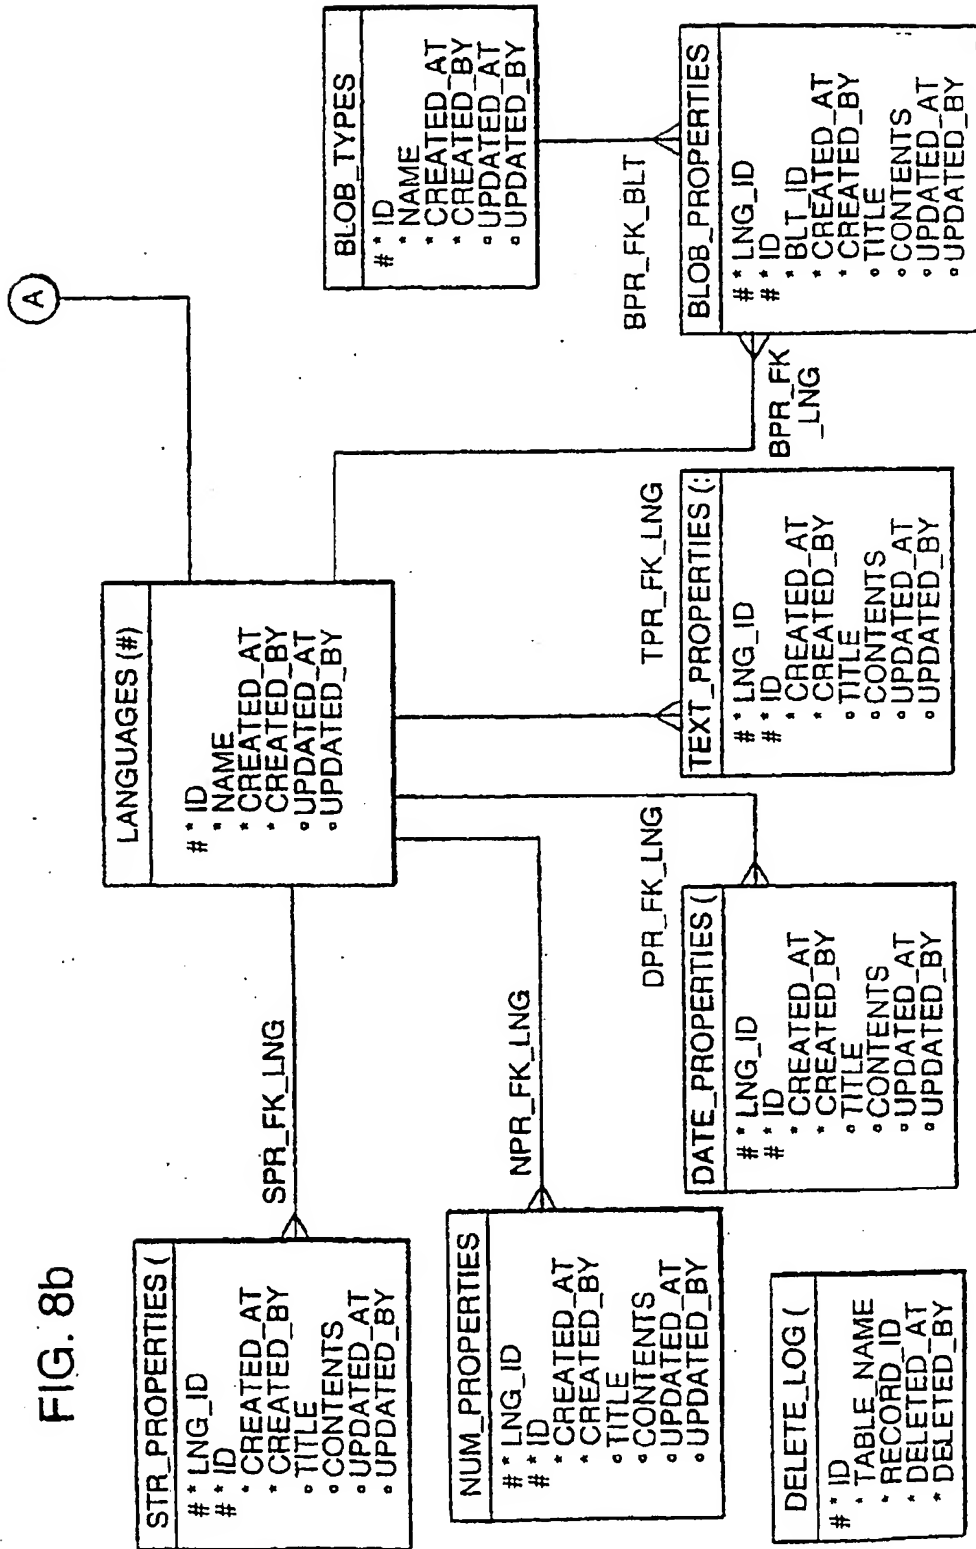 FIG. 8b
A
STR_PROPERTIES (
#* LNG_ID
#* ID
* CREATED_AT
* CREATED_BY
° TITLE
° CONTENTS
° UPDATED_AT
° UPDATED_BY
SPR_FK_LNG
LANGUAGES (#)
#* ID
* NAME
* CREATED_AT
* CREATED_BY
° UPDATED_AT
° UPDATED_BY
BLOB_TYPES
#* ID
* NAME
* CREATED_AT
* CREATED_BY
° UPDATED_AT
° UPDATED_BY
NUM_PROPERTIES
#* LNG_ID
#* ID
* CREATED_AT
* CREATED_BY
° TITLE
° CONTENTS
° UPDATED_AT
° UPDATED_BY
NPR_FK_LNG
DPR_FK_LNG
TPR_FK_LNG
BPR_FK_BLT
BPR_FK
_LNG
DELETE_LOG (
#* ID
* TABLE_NAME
* RECORD_ID
* DELETED_AT
* DELETED_BY
DATE_PROPERTIES (
#* LNG_ID
#* ID
* CREATED_AT
* CREATED_BY
° TITLE
° CONTENTS
° UPDATED_AT
° UPDATED_BY
TEXT_PROPERTIES (:
#* LNG_ID
#* ID
* CREATED_AT
* CREATED_BY
° TITLE
° CONTENTS
° UPDATED_AT
° UPDATED_BY
BLOB_PROPERTIES
#* LNG_ID
#* ID
* BLT_ID
* CREATED_AT
* CREATED_BY
° TITLE
° CONTENTS
° UPDATED_AT
° UPDATED_BY